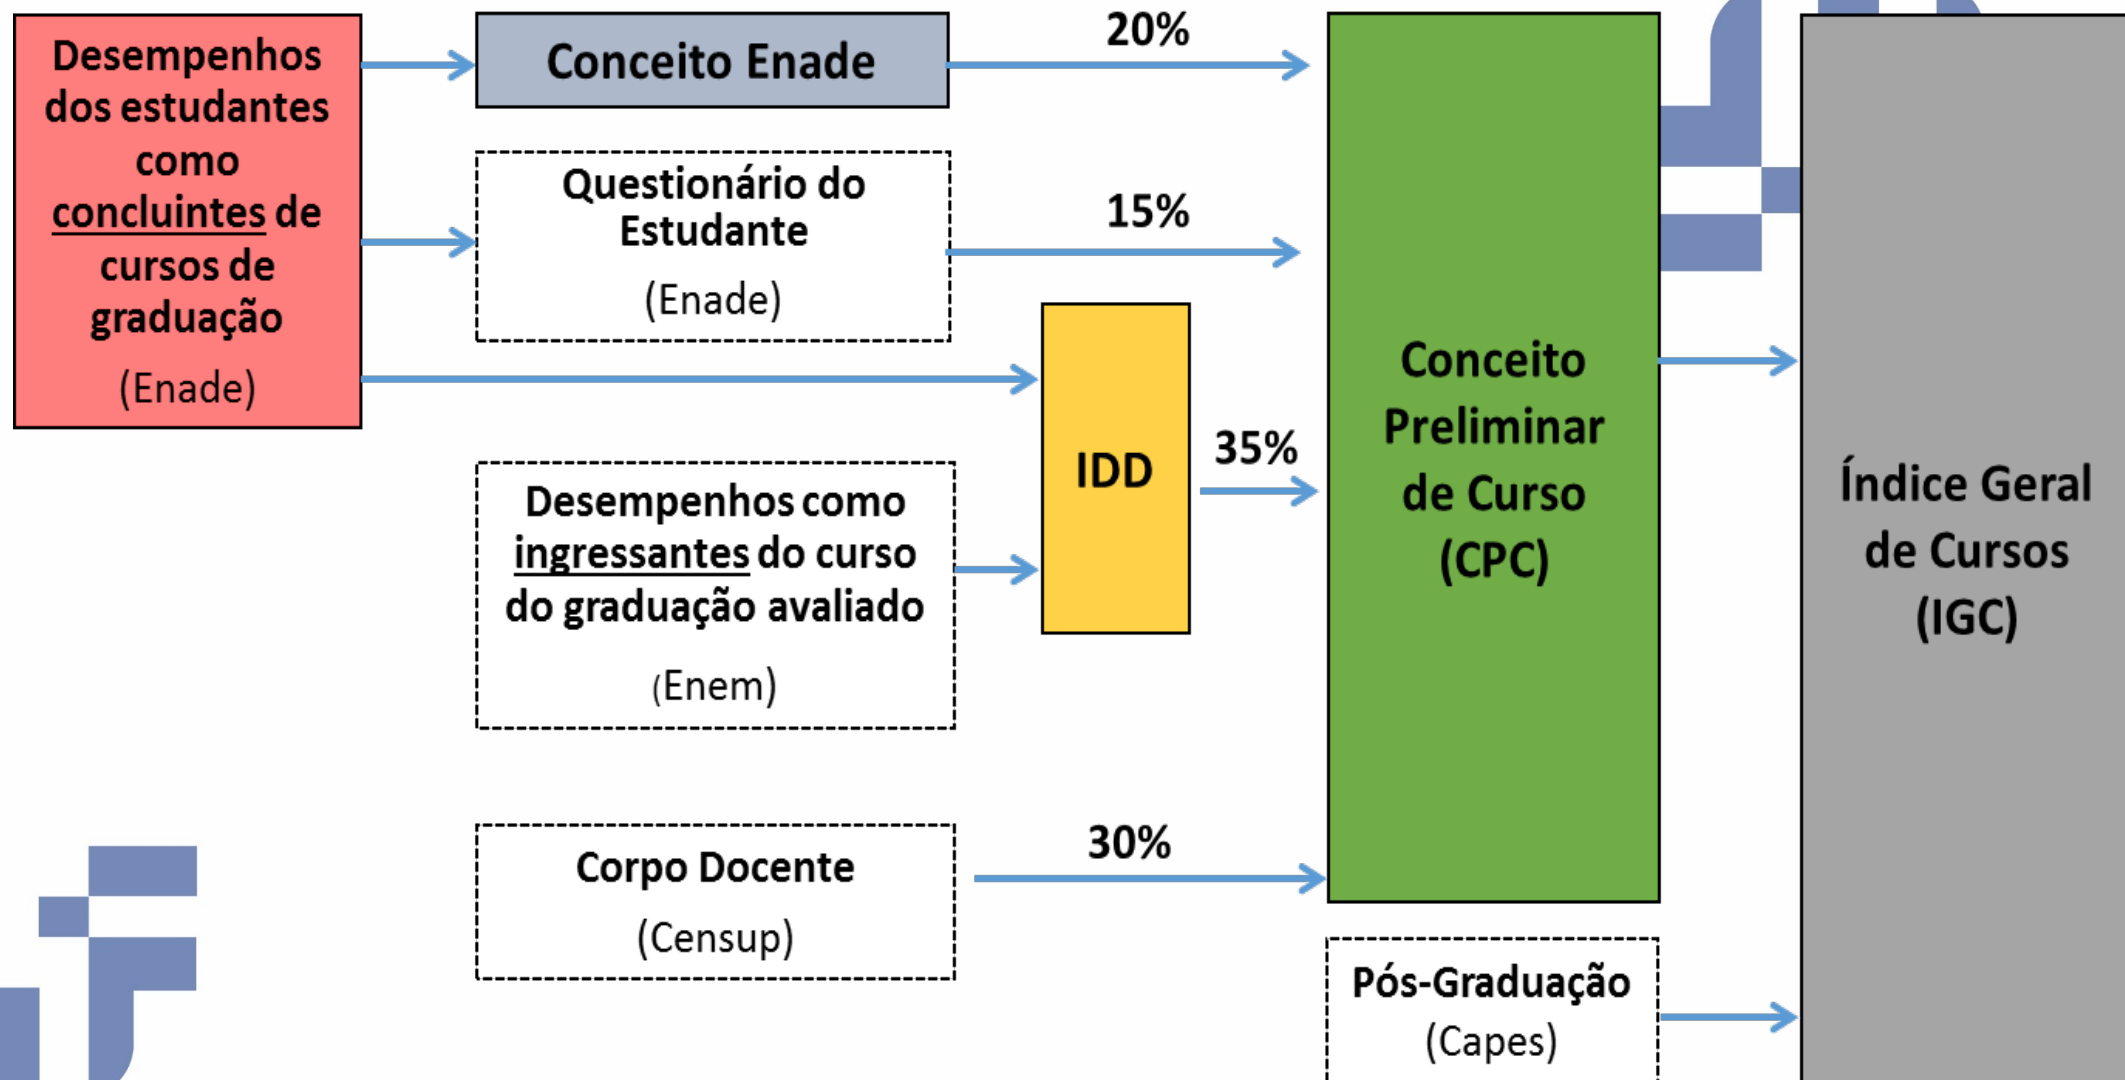 Desempenhos
dos estudantes
como
concluintes de
cursos de
graduação
(Enade)
Conceito Enade
20%
Questionário do
Estudante
(Enade)
15%
IDD
35%
Desempenhos como
ingressantes do curso
do graduação avaliado
(Enem)
Corpo Docente
(Censup)
30%
Conceito
Preliminar
de Curso
(CPC)
Pós-Graduação
(Capes)
Índice Geral
de Cursos
(IGC)